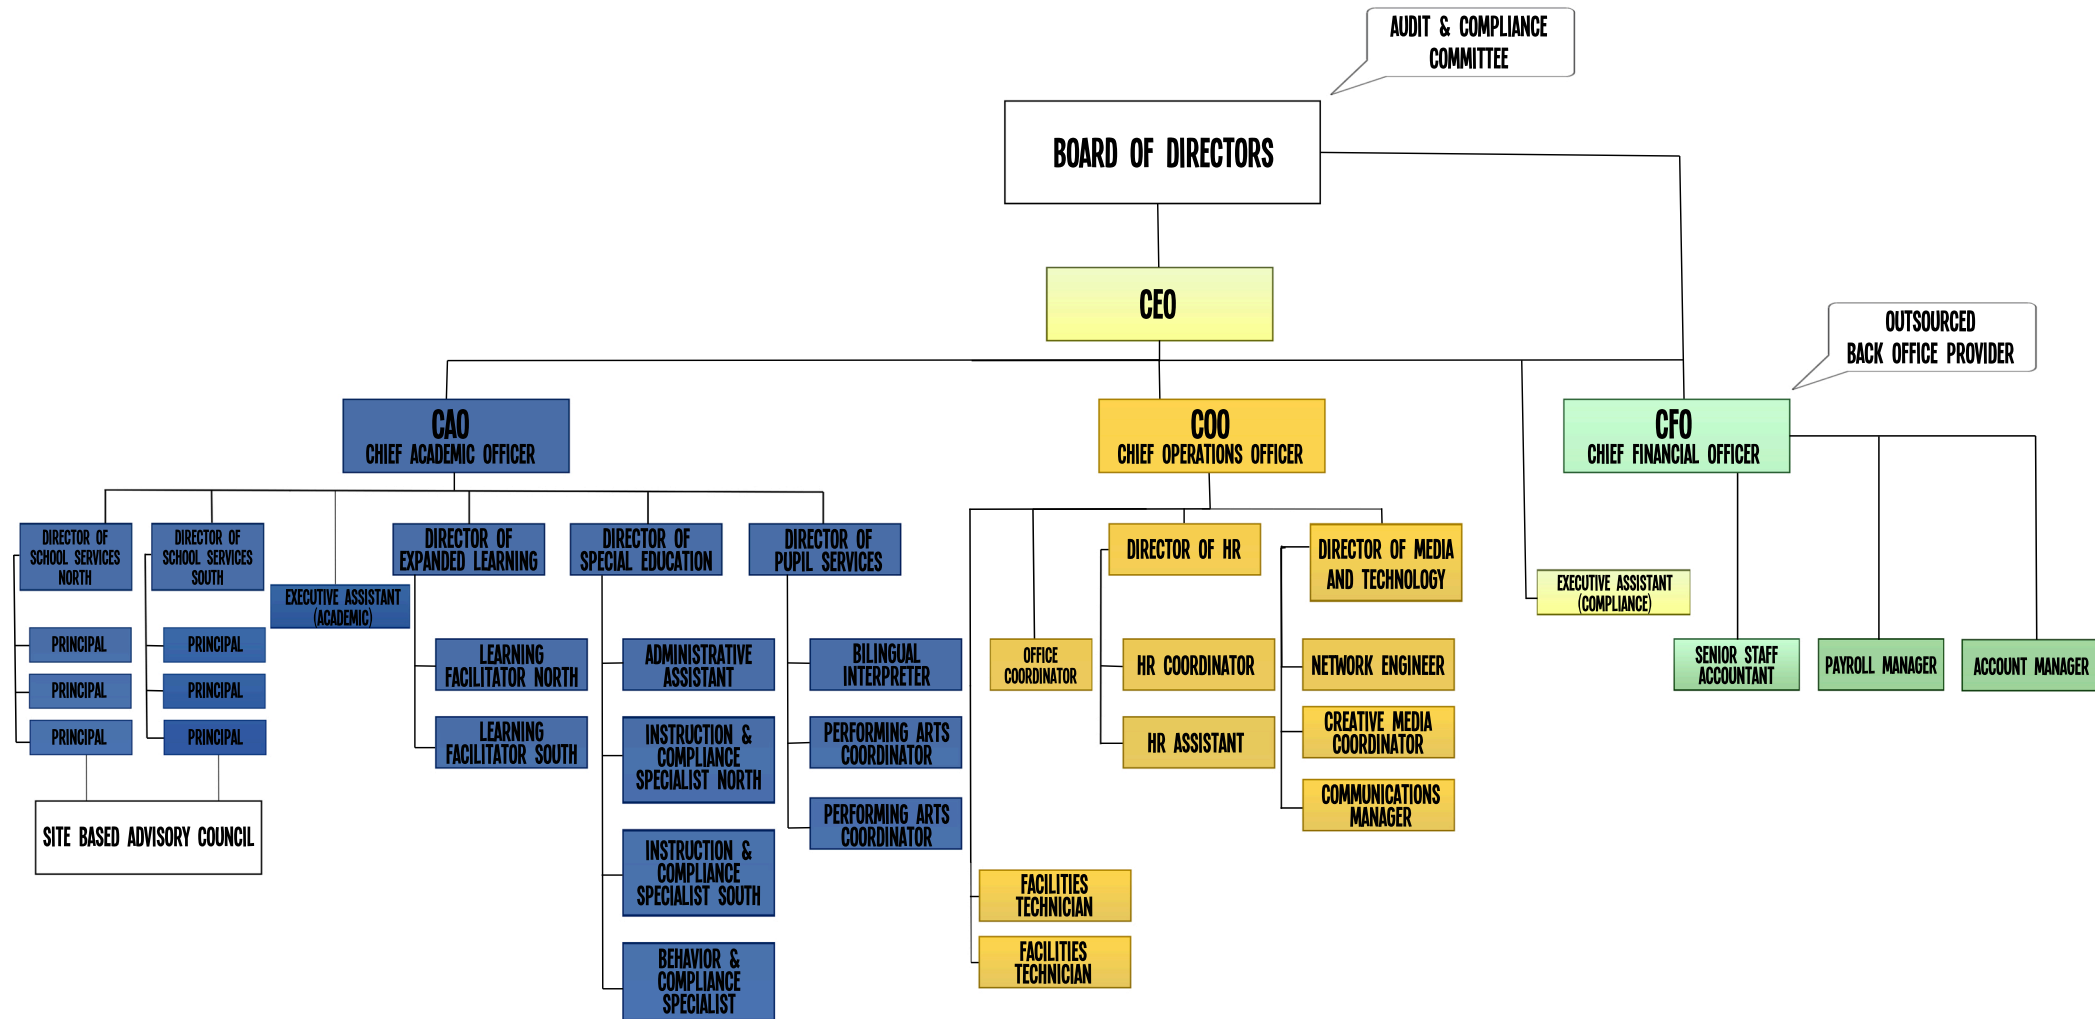 AUDIT & COMPLIANCE
COMMITTEE
BOARD OF DIRECTORS
CEO
OUTSOURCED
BACK OFFICE PROVIDER
CAO
CHIEF ACADEMIC OFFICER
COO
CHIEF OPERATIONS OFFICER
CFO
CHIEF FINANCIAL OFFICER
DIRECTOR OF
SCHOOL SERVICES
NORTH
PRINCIPAL
PRINCIPAL
PRINCIPAL
DIRECTOR OF
SCHOOL SERVICES
SOUTH
PRINCIPAL
PRINCIPAL
PRINCIPAL
SITE BASED ADVISORY COUNCIL
EXECUTIVE ASSISTANT
(ACADEMIC)
DIRECTOR OF
EXPANDED LEARNING
LEARNING
FACILITATOR NORTH
LEARNING
FACILITATOR SOUTH
DIRECTOR OF
SPECIAL EDUCATION
ADMINISTRATIVE
ASSISTANT
INSTRUCTION &
COMPLIANCE
SPECIALIST NORTH
INSTRUCTION &
COMPLIANCE
SPECIALIST SOUTH
BEHAVIOR &
COMPLIANCE
SPECIALIST
DIRECTOR OF
PUPIL SERVICES
BILINGUAL
INTERPRETER
PERFORMING ARTS
COORDINATOR
PERFORMING ARTS
COORDINATOR
OFFICE
COORDINATOR
FACILITIES
TECHNICIAN
FACILITIES
TECHNICIAN
DIRECTOR OF HR
HR COORDINATOR
HR ASSISTANT
DIRECTOR OF MEDIA
AND TECHNOLOGY
NETWORK ENGINEER
CREATIVE MEDIA
COORDINATOR
COMMUNICATIONS
MANAGER
EXECUTIVE ASSISTANT
(COMPLIANCE)
SENIOR STAFF
ACCOUNTANT
PAYROLL MANAGER
ACCOUNT MANAGER